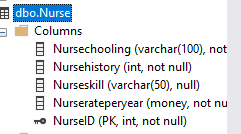 dbo.Nurse
Columns
Nurseschooling (varchar(100), not
Nursehistory (int, not null)
Nurseskill (varchar(50), null)
Nurserateperyear (money, not nu
NurseID (PK, int, not null)